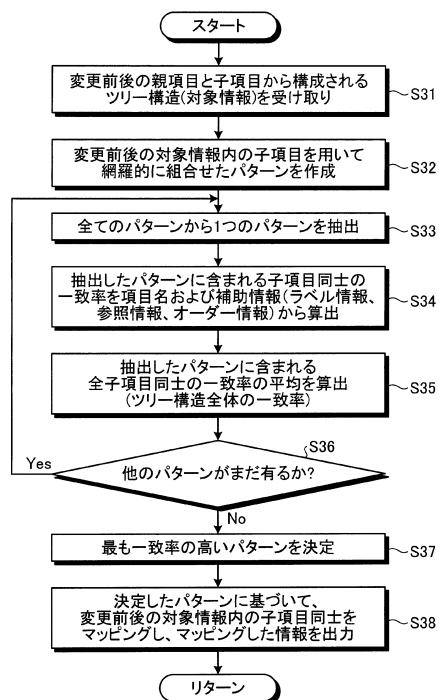 スタート
変更前後の親項目と子項目から構成される
ツリー構造(対象情報)を受け取り
S31
変更前後の対象情報内の子項目を用いて
網羅的に組合せたパターンを作成
S32
全てのパターンから1つのパターンを抽出
S33
抽出したパターンに含まれる子項目同士の
一致率を項目名および補助情報(ラベル情報、
参照情報、オーダー情報)から算出
S34
抽出したパターンに含まれる
全子項目同士の一致率の平均を算出
(ツリー構造全体の一致率)
S35
S36
他のパターンがまだ有るか?
Yes
No
最も一致率の高いパターンを決定
S37
決定したパターンに基づいて、
変更前後の対象情報内の子項目同士を
マッピングし、マッピングした情報を出力
S38
リターン